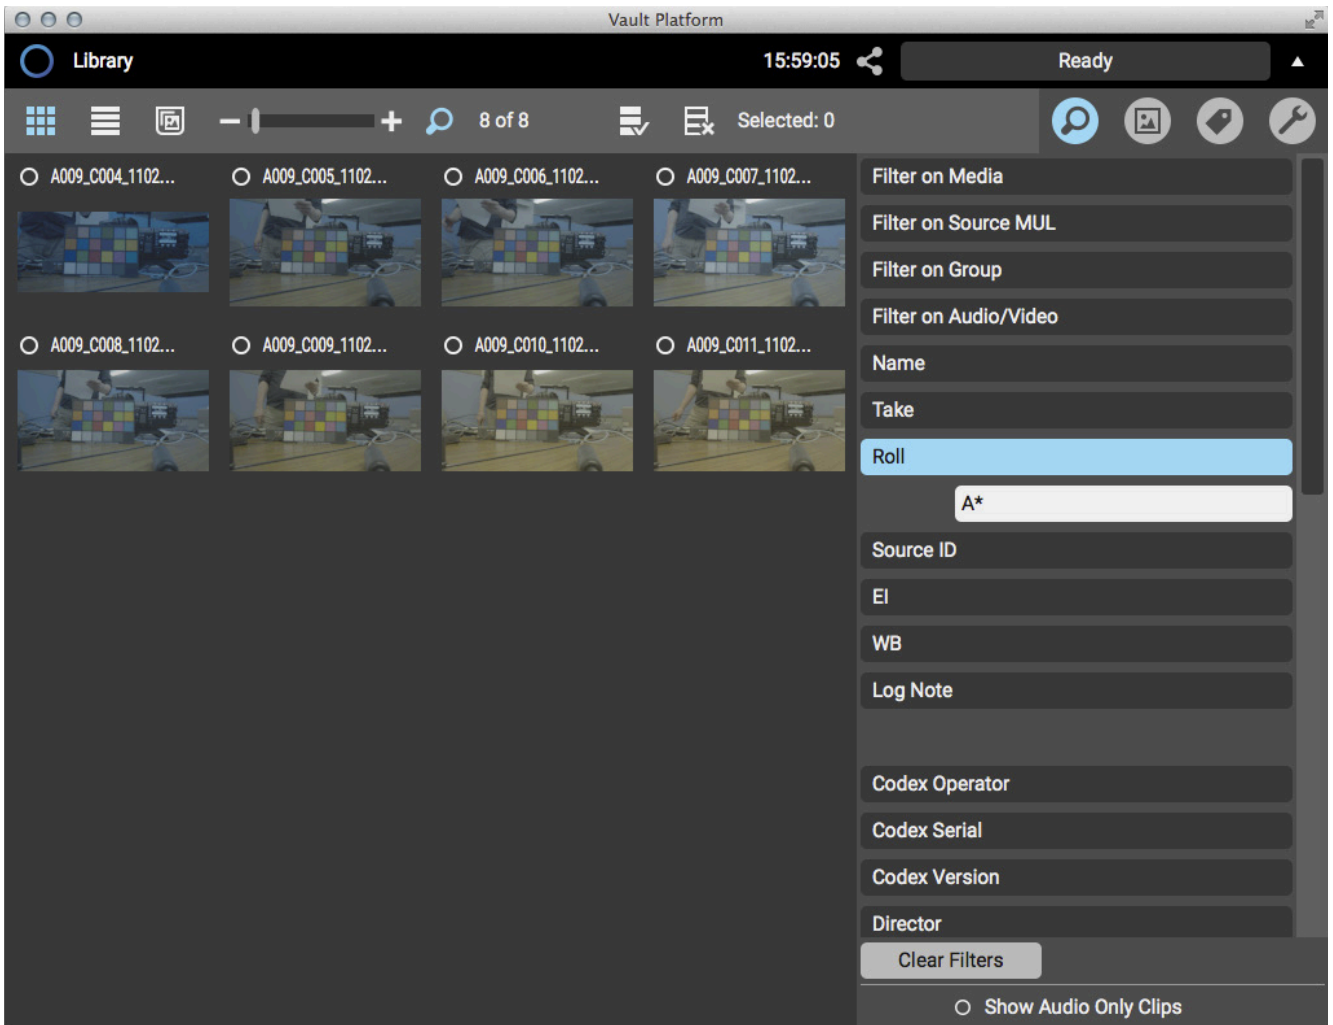 Vault Platform
Library
15:59:05
Ready
8 of 8
Selected: 0
A009_C004_1102...
A009_C005_1102...
A009_C006_1102...
A009_C007_1102...
A009_C008_1102...
A009_C009_1102...
A009_C010_1102...
A009_C011_1102...
Filter on Media
Filter on Source MUL
Filter on Group
Filter on Audio/Video
Name
Take
Roll
A*
Source ID
EI
WB
Log Note
Codex Operator
Codex Serial
Codex Version
Director
Clear Filters
Show Audio Only Clips